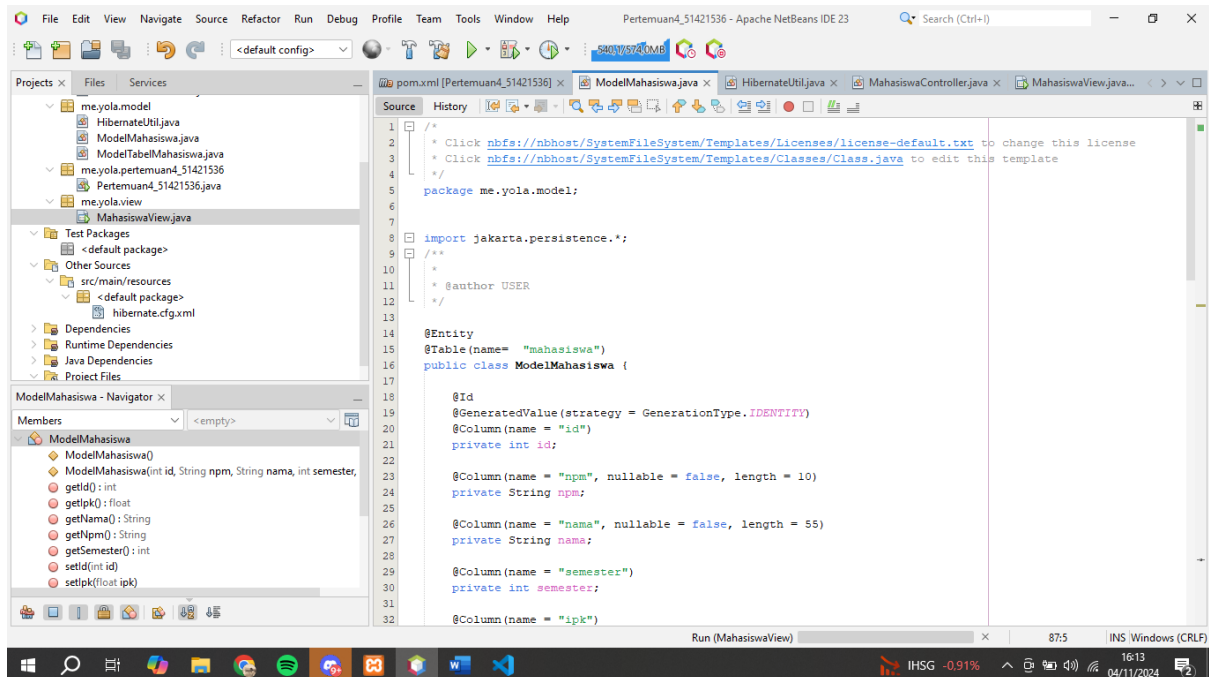 File Edit View Navigate Source Refactor Run Debug Profile Team Tools Window Help Pertemuan4_51421536 - Apache NetBeans IDE 23 Search (Ctrl+I)
<default config>
Projects Files Services
pom.xml [Pertemuan4_51421536] ModelMahasiswa.java HibernateUtil.java MahasiswaController.java MahasiswaView.java...
Source History
me.yola.model
HibernateUtil.java
ModelMahasiswa.java
ModelTabelMahasiswa.java
me.yola.pertemuan4_51421536
Pertemuan4_51421536.java
me.yola.view
MahasiswaView.java
Test Packages
<default package>
Other Sources
src/main/resources
<default package>
hibernate.cfg.xml
Dependencies
Runtime Dependencies
Java Dependencies
Project Files
ModelMahasiswa - Navigator
Members <empty>
ModelMahasiswa
ModelMahasiswa()
ModelMahasiswa(int id, String npm, String nama, int semester,
getId() : int
getIpk() : float
getNama() : String
getNpm() : String
getSemester() : int
setId(int id)
setIpk(float ipk)
1 /*
2 * Click nbfs://nbhost/SystemFileSystem/Templates/Licenses/license-default.txt to change this license
3 * Click nbfs://nbhost/SystemFileSystem/Templates/Classes/Class.java to edit this template
4 */
5 package me.yola.model;
6
7
8 import jakarta.persistence.*;
9 /**
10 *
11 * @author USER
12 */
13
14 @Entity
15 @Table(name= "mahasiswa")
16 public class ModelMahasiswa {
17
18 @Id
19 @GeneratedValue(strategy = GenerationType.IDENTITY)
20 @Column(name = "id")
21 private int id;
22
23 @Column(name = "npm", nullable = false, length = 10)
24 private String npm;
25
26 @Column(name = "nama", nullable = false, length = 55)
27 private String nama;
28
29 @Column(name = "semester")
30 private int semester;
31
32 @Column(name = "ipk")
Run (MahasiswaView) 87:5 INS Windows (CRLF)
IHSG -0,91% 16:13
04/11/2024